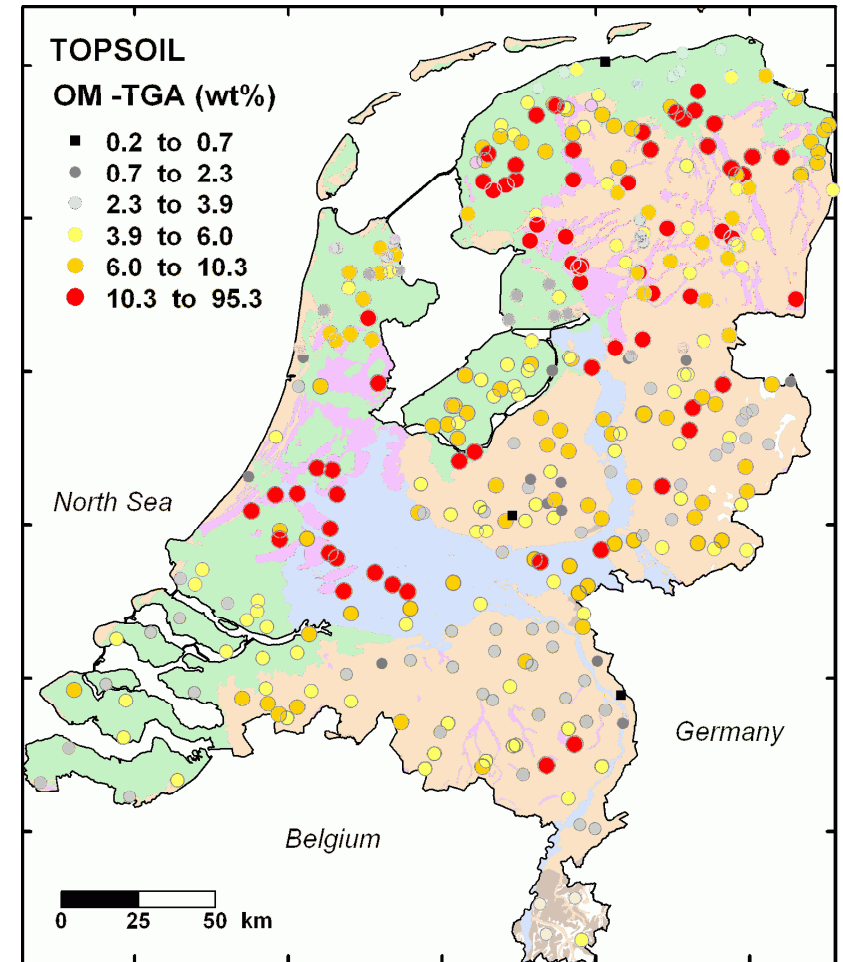 TOPSOIL
OM -TGA (wt%)
0.2 to 0.7
0.7 to 2.3
2.3 to 3.9
3.9 to 6.0
6.0 to 10.3
10.3 to 95.3
North Sea
Germany
Belgium
0 25 50 km